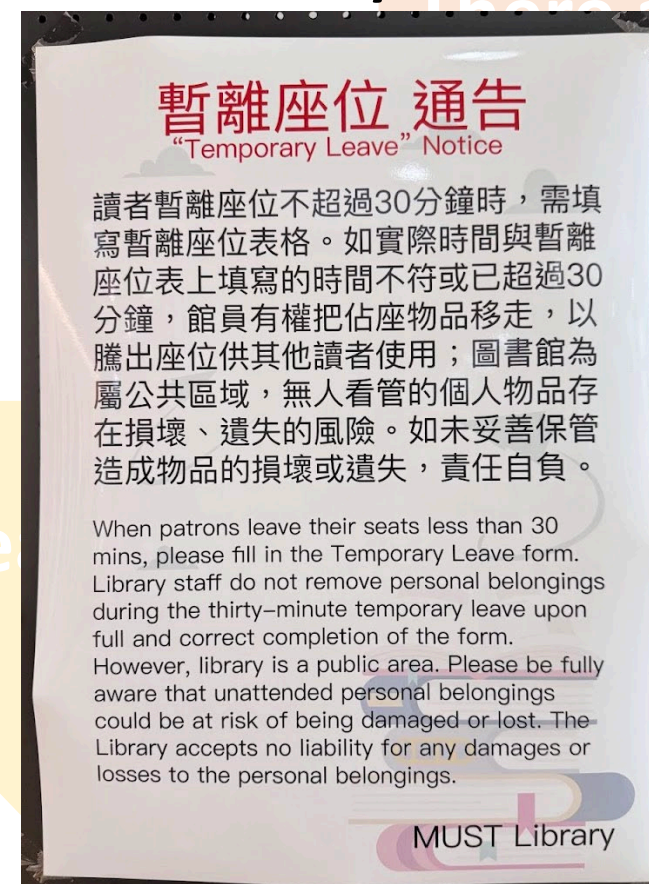 There a
暫離座位 通告
“Temporary Leave” Notice
讀者暫離座位不超過30分鐘時，需填
寫暫離座位表格。如實際時間與暫離
座位表上填寫的時間不符或已超過30
分鐘，館員有權把佔座物品移走，以
騰出座位供其他讀者使用；圖書館為
屬公共區域，無人看管的個人物品存
在損壞、遺失的風險。如未妥善保管
造成物品的損壞或遺失，責任自負。
When patrons leave their seats less than 30
mins, please fill in the Temporary Leave form.
Library staff do not remove personal belongings
during the thirty–minute temporary leave upon
full and correct completion of the form.
However, library is a public area. Please be fully
aware that unattended personal belongings
could be at risk of being damaged or lost. The
Library accepts no liability for any damages or
losses to the personal belongings.
MUST Library